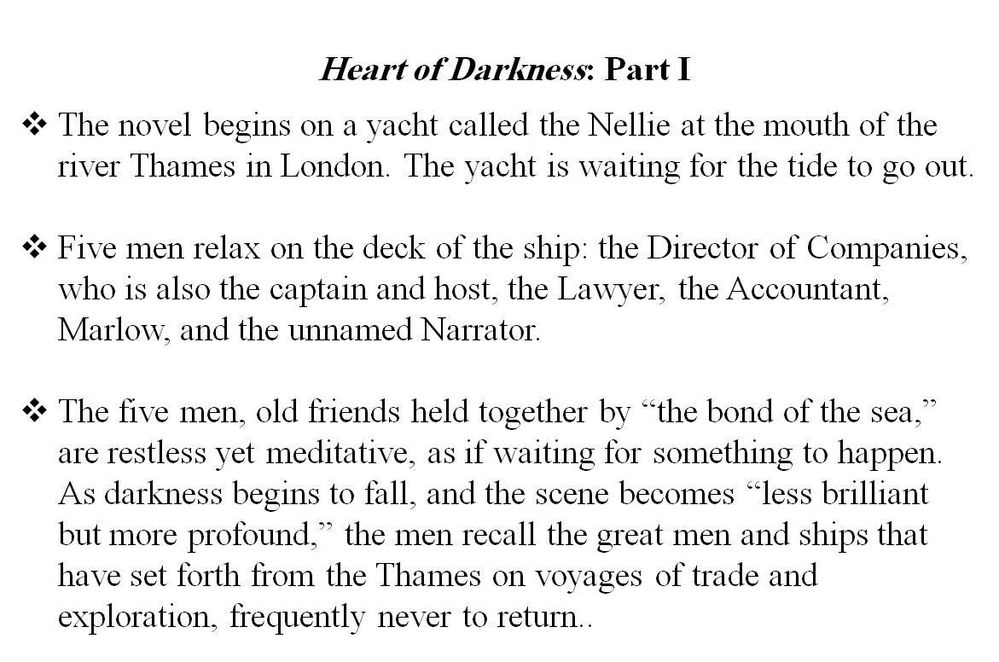 Heart of Darkness: Part I
❖ The novel begins on a yacht called the Nellie at the mouth of the
river Thames in London. The yacht is waiting for the tide to go out.
❖ Five men relax on the deck of the ship: the Director of Companies,
who is also the captain and host, the Lawyer, the Accountant,
Marlow, and the unnamed Narrator.
❖ The five men, old friends held together by “the bond of the sea,”
are restless yet meditative, as if waiting for something to happen.
As darkness begins to fall, and the scene becomes “less brilliant
but more profound,” the men recall the great men and ships that
have set forth from the Thames on voyages of trade and
exploration, frequently never to return..